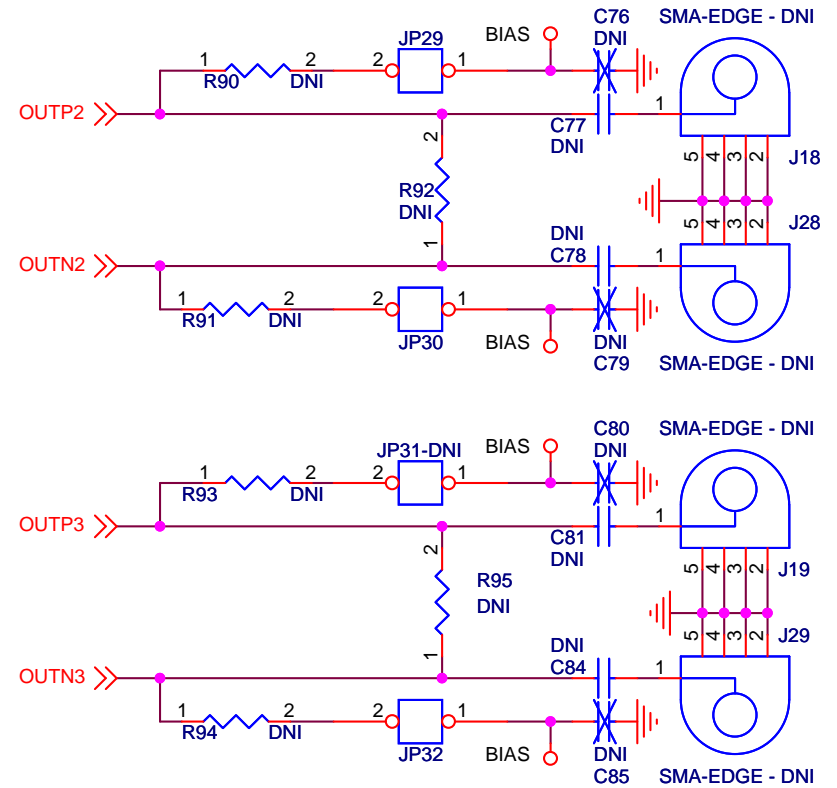 C76 SMA-EDGE - DNI
JP29 BIAS DNI
1 2 2 1
R90 DNI
OUTP2 1
C77
DNI
2 5 4 3 2 J18
R92
DNI
1 5 4 3 2 J28
DNI
OUTN2 C78 1
1 2 2 1
R91 DNI
JP30 BIAS DNI
C79 SMA-EDGE - DNI
C80 SMA-EDGE - DNI
JP31-DNI BIAS DNI
1 2 2 1
R93 DNI
OUTP3 1
C81
DNI
2 5 4 3 2 J19
R95
DNI
1 5 4 3 2 J29
DNI
OUTN3 C84 1
1 2 2 1
R94 DNI
JP32 BIAS DNI
C85 SMA-EDGE - DNI